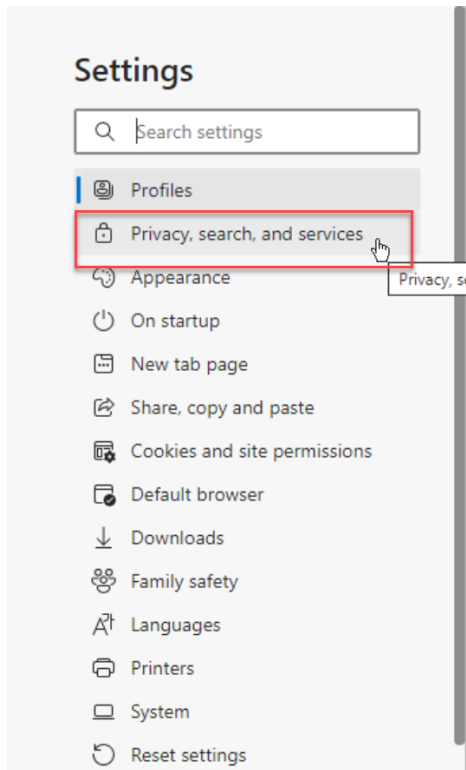 Settings
Search settings
Profiles
Privacy, search, and services
Appearance
Privacy, s
On startup
New tab page
Share, copy and paste
Cookies and site permissions
Default browser
Downloads
Family safety
Languages
Printers
System
Reset settings